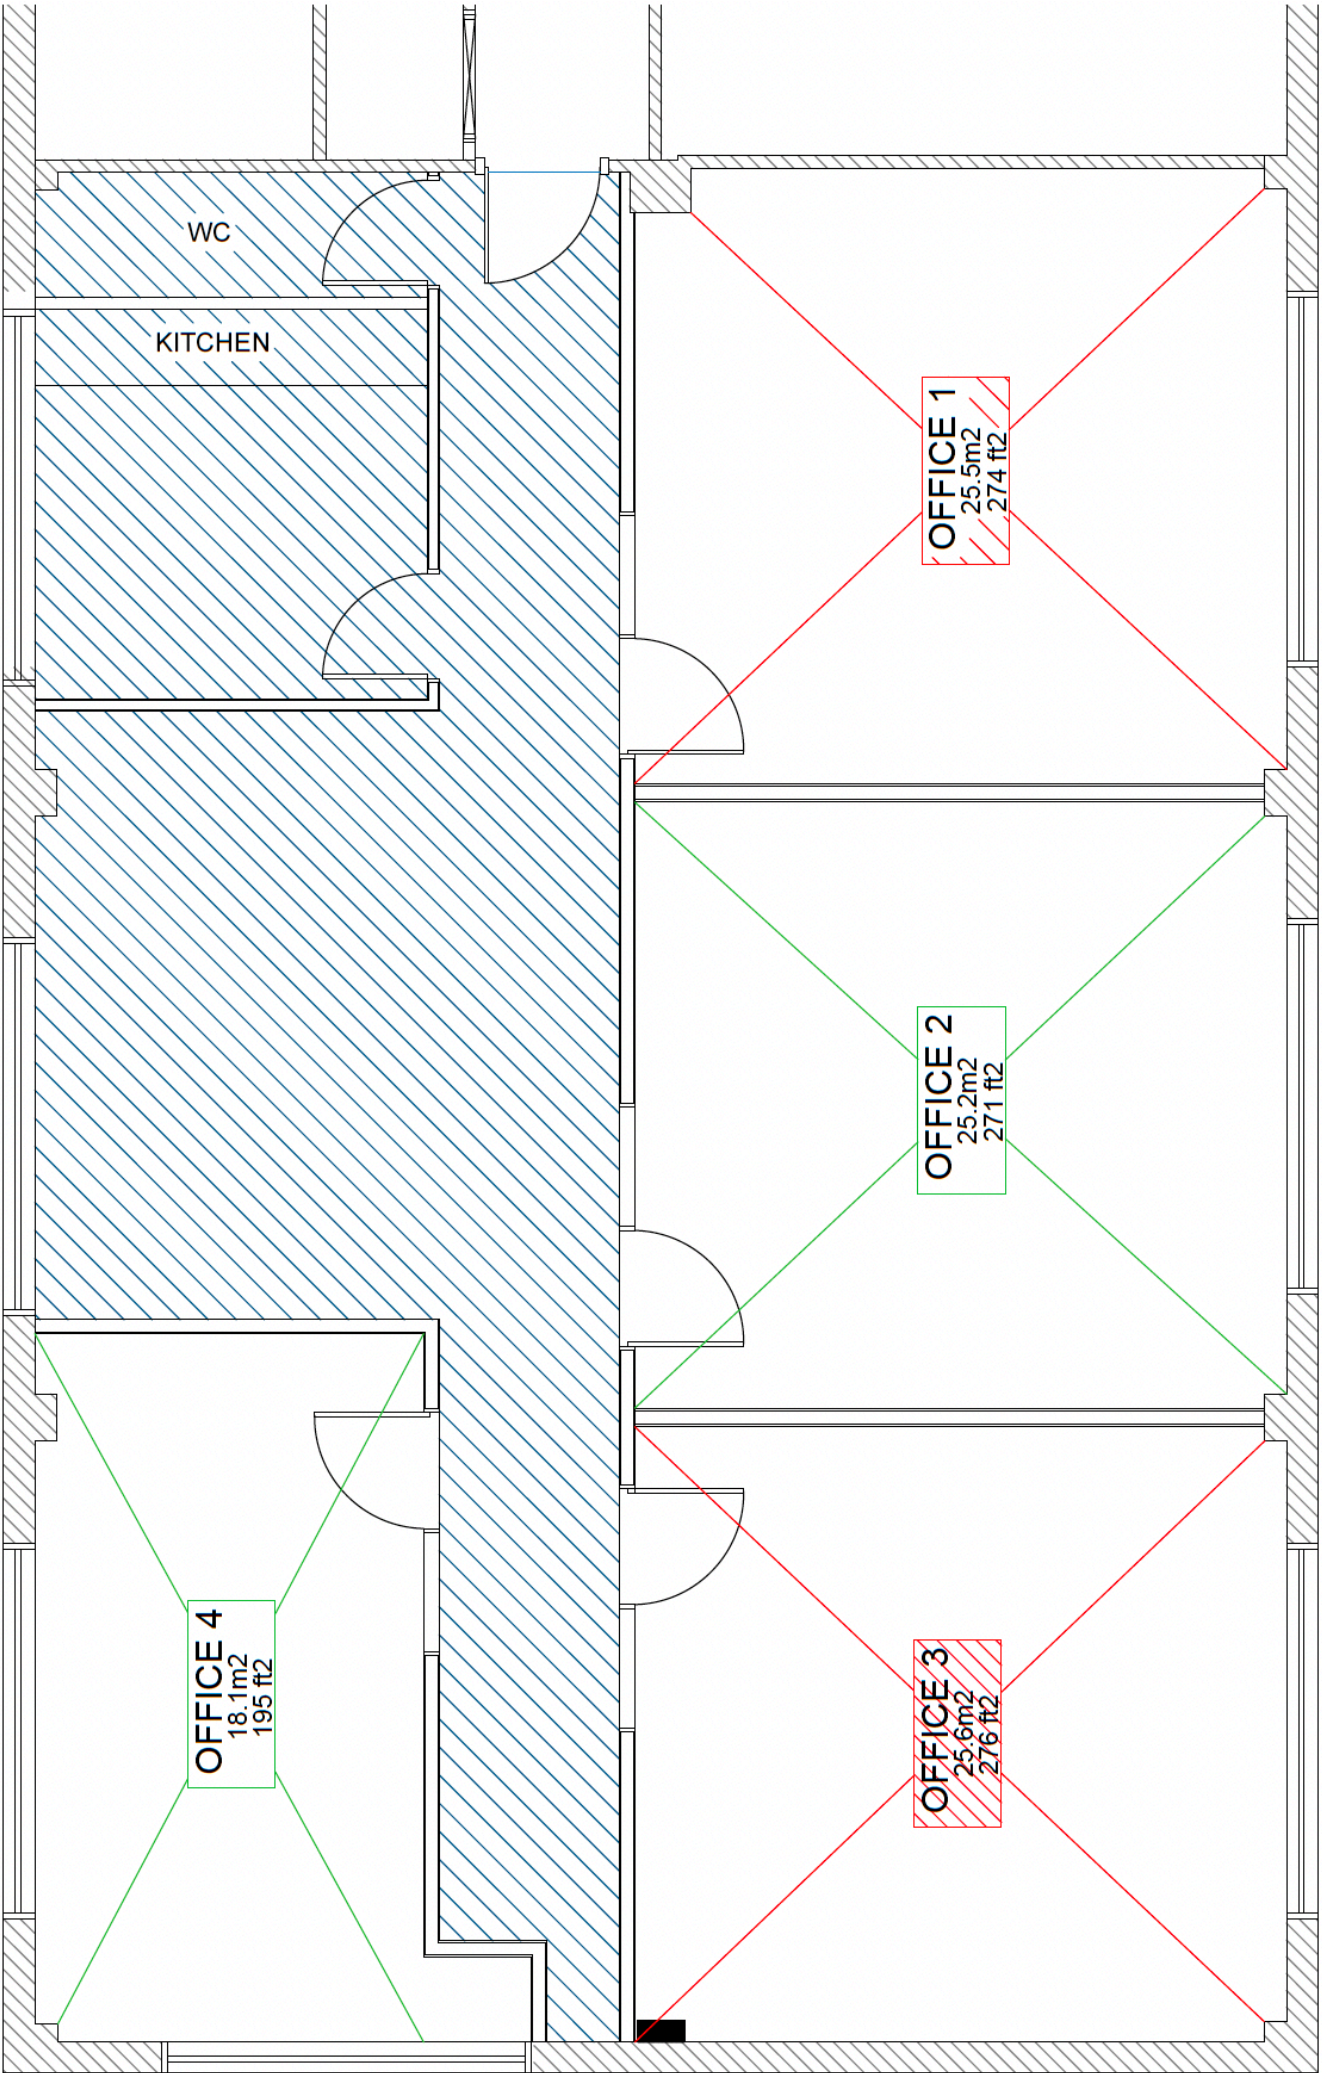 WC
KITCHEN
OFFICE 1
25.5m2
274 ft2
OFFICE 2
25.2m2
271 ft2
OFFICE 4
18.1m2
195 ft2
OFFICE 3
25.6m2
276 ft2